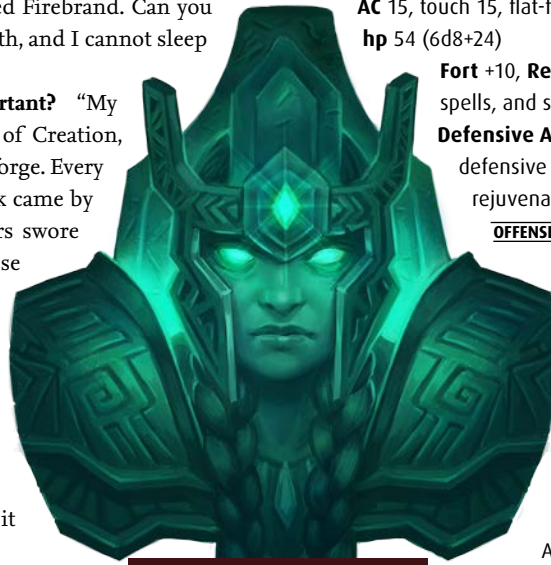 ed Firebrand. Can you
th, and I cannot sleep
rtant? “My
of Creation,
orge. Every
k came by
rs swore
se
it
AC 15, touch 15, flat-f
hp 54 (6d8+24)
Fort +10, Re
spells, and s
Defensive A
defensive
rejuvena
OFFENSE
A